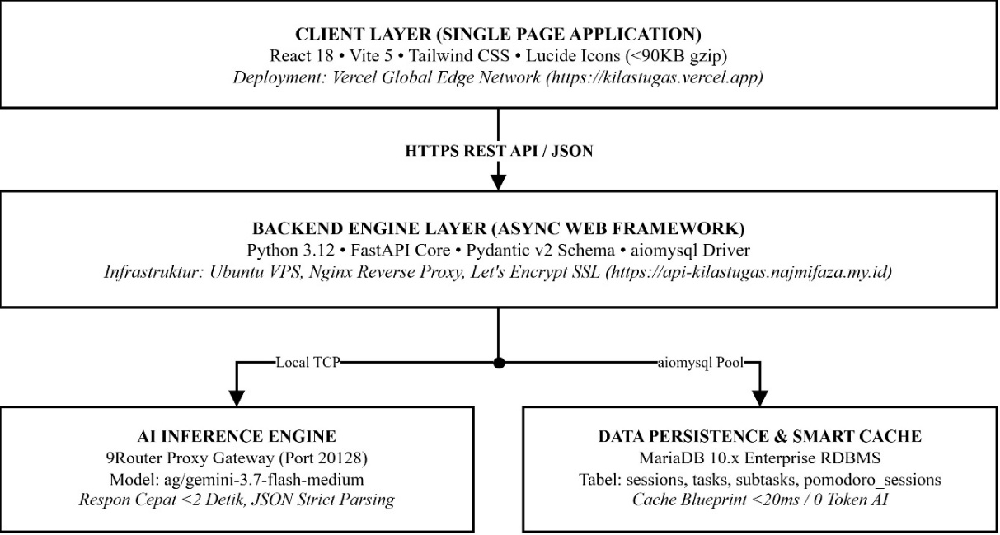 CLIENT LAYER (SINGLE PAGE APPLICATION)
React 18 • Vite 5 • Tailwind CSS • Lucide Icons (<90KB gzip)
Deployment: Vercel Global Edge Network (https://kilastugas.vercel.app)
HTTPS REST API / JSON
BACKEND ENGINE LAYER (ASYNC WEB FRAMEWORK)
Python 3.12 • FastAPI Core • Pydantic v2 Schema • aiomysql Driver
Infrastruktur: Ubuntu VPS, Nginx Reverse Proxy, Let's Encrypt SSL (https://api-kilastugas.najmifaza.my.id)
Local TCP
aiomysql Pool
AI INFERENCE ENGINE
9Router Proxy Gateway (Port 20128)
Model: ag/gemini-3.7-flash-medium
Respon Cepat <2 Detik, JSON Strict Parsing
DATA PERSISTENCE & SMART CACHE
MariaDB 10.x Enterprise RDBMS
Tabel: sessions, tasks, subtasks, pomodoro_sessions
Cache Blueprint <20ms / 0 Token AI